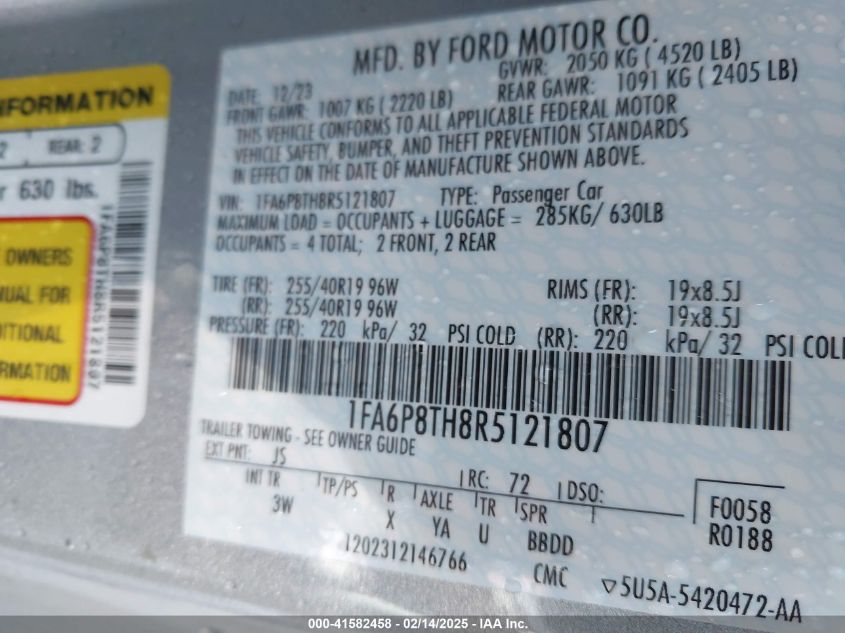 NFORMATION
2 REAR: 2
r 630 lbs.
OWNERS
NUAL FOR
DITIONAL
ORMATION
1FA6P8TH8R5121807
MFD. BY FORD MOTOR CO.
DATE: 12/23 GVWR: 2050 KG ( 4520 LB)
FRONT GAWR: 1007 KG ( 2220 LB) REAR GAWR: 1091 KG ( 2405 LB)
THIS VEHICLE CONFORMS TO ALL APPLICABLE FEDERAL MOTOR
VEHICLE SAFETY, BUMPER, AND THEFT PREVENTION STANDARDS
IN EFFECT ON THE DATE OF MANUFACTURE SHOWN ABOVE.
VIN: 1FA6P8TH8R5121807 TYPE: Passenger Car
MAXIMUM LOAD = OCCUPANTS + LUGGAGE = 285KG/ 630LB
OCCUPANTS = 4 TOTAL; 2 FRONT, 2 REAR
TIRE (FR): 255/40R19 96W RIMS (FR): 19x8.5J
(RR): 255/40R19 96W (RR): 19x8.5J
PRESSURE (FR): 220 kPa/ 32 PSI COLD (RR): 220 kPa/ 32 PSI COLD
1FA6P8TH8R5121807
TRAILER TOWING - SEE OWNER GUIDE
EXT PNT: JS RC: 72 DSO:
INT TR TP/PS R AXLE TR SPR
3W X YA U BBDD
F0058
R0188
1202312146766 CMC ▽5U5A-5420472-AA
000-41582458 - 02/14/2025 - IAA Inc.